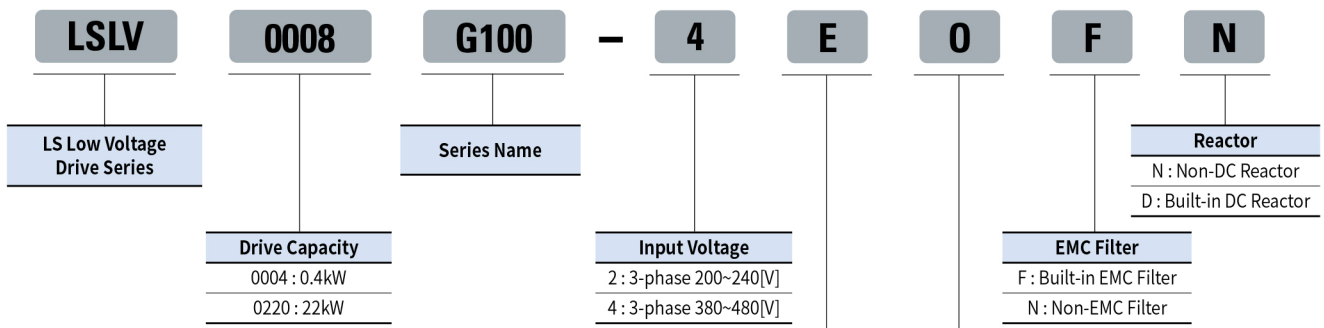 LSLV 0008 G100 - 4 E O F N
LS Low Voltage
Drive Series
Series Name
Reactor
N : Non-DC Reactor
D : Built-in DC Reactor
Drive Capacity
0004 : 0.4kW
0220 : 22kW
Input Voltage
2 : 3-phase 200~240[V]
4 : 3-phase 380~480[V]
EMC Filter
F : Built-in EMC Filter
N : Non-EMC Filter